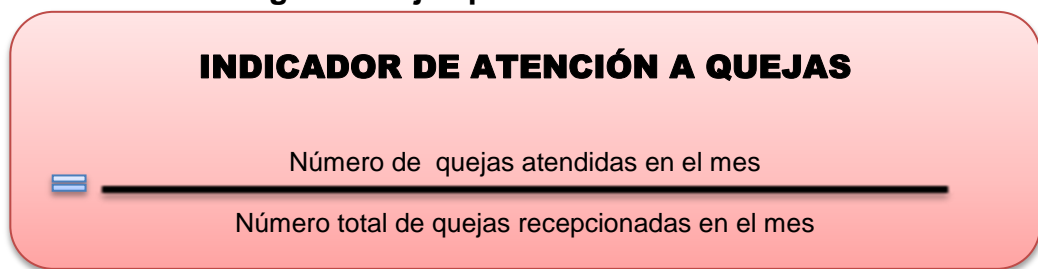 INDICADOR DE ATENCIÓN A QUEJAS
Número de quejas atendidas en el mes
=
Número total de quejas recepcionadas en el mes